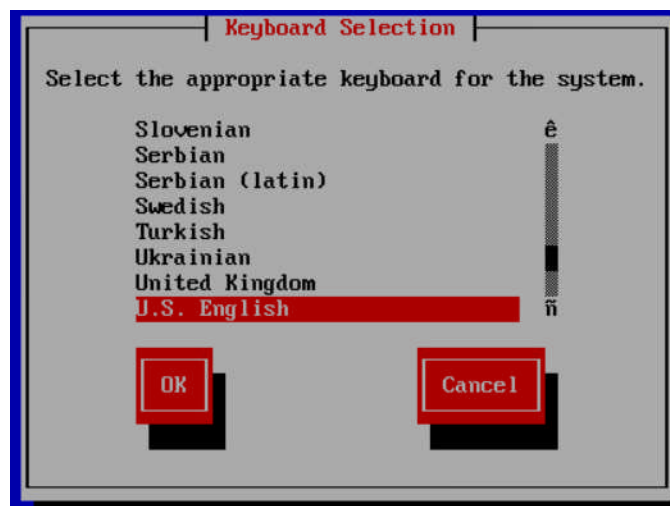 Keyboard Selection
Select the appropriate keyboard for the system.
Slovenian ê
Serbian
Serbian (latin)
Swedish
Turkish
Ukrainian
United Kingdom
U.S. English ñ
OK Cancel